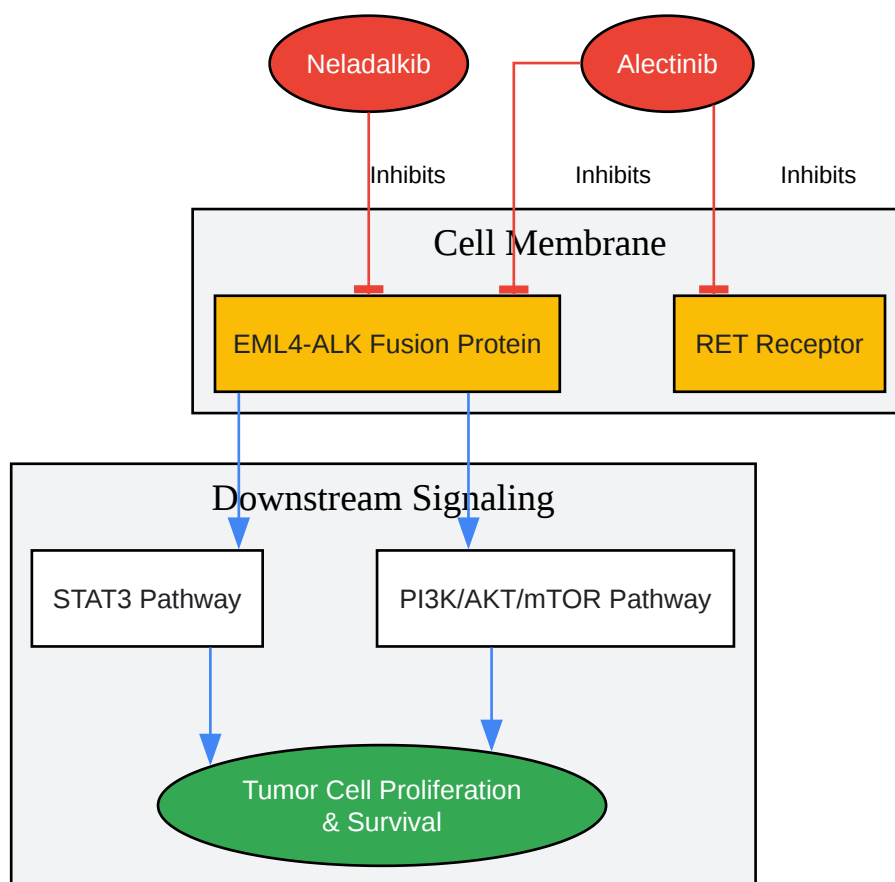 Neladalkib
Alectinib
Inhibits
Inhibits
Inhibits
Cell Membrane
EML4-ALK Fusion Protein
RET Receptor
Downstream Signaling
STAT3 Pathway
PI3K/AKT/mTOR Pathway
Tumor Cell Proliferation
& Survival